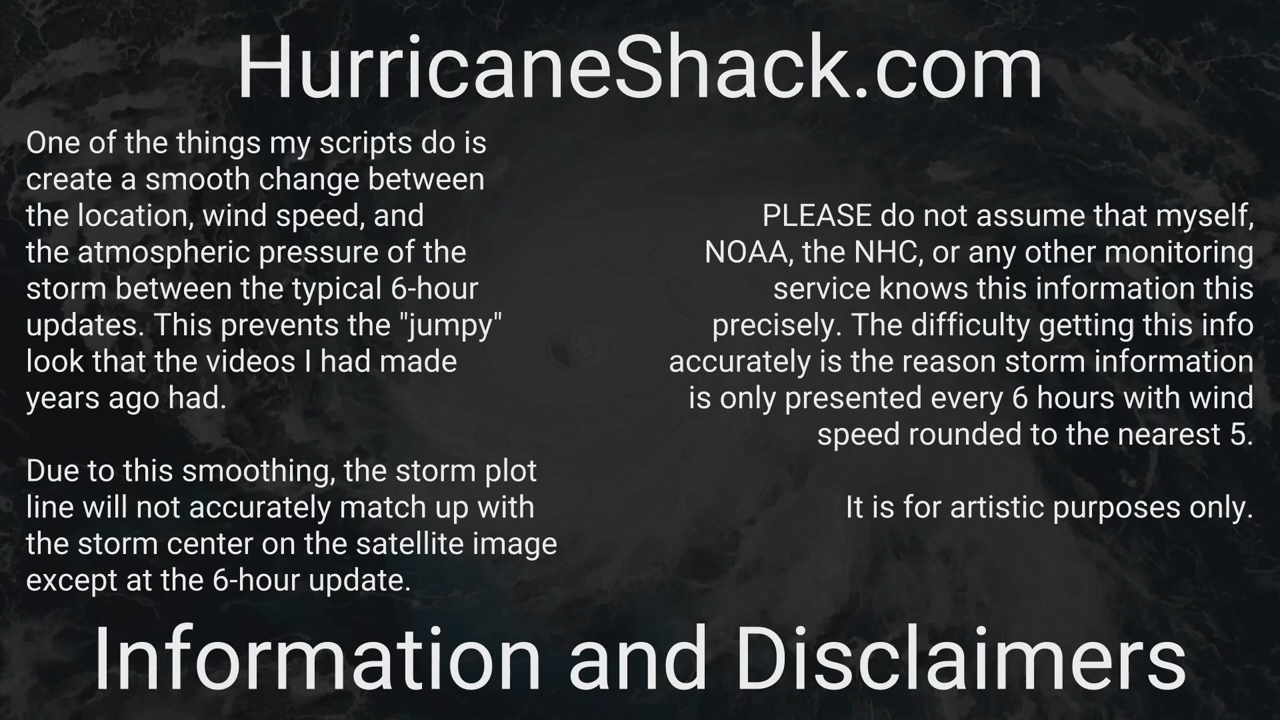 HurricaneShack.com
One of the things my scripts do is
create a smooth change between
the location, wind speed, and
the atmospheric pressure of the
storm between the typical 6-hour
updates. This prevents the "jumpy"
look that the videos I had made
years ago had.
Due to this smoothing, the storm plot
line will not accurately match up with
the storm center on the satellite image
except at the 6-hour update.
PLEASE do not assume that myself,
NOAA, the NHC, or any other monitoring
service knows this information this
precisely. The difficulty getting this info
accurately is the reason storm information
is only presented every 6 hours with wind
speed rounded to the nearest 5.
It is for artistic purposes only.
Information and Disclaimers